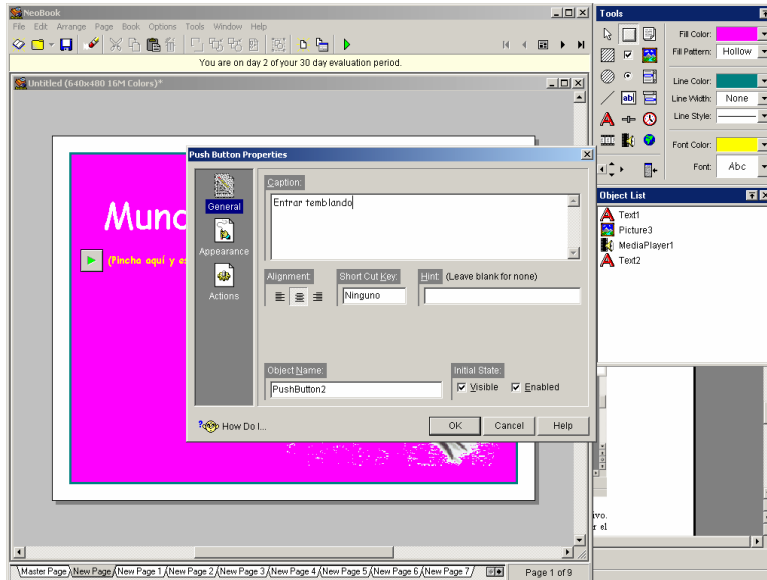 NeoBook
File Edit Arrange Page Book Options Tools Window Help
You are on day 2 of your 30 day evaluation period.
Untitled (640x480 16M Colors)*
Munc
(Pincha aquí y es
Push Button Properties
General
Appearance
Actions
Caption:
Entrar temblando
Alignment:
Short Cut Key:
Hint: (Leave blank for none)
Ninguno
Object Name:
Initial State:
PushButton2
Visible
Enabled
How Do I...
OK
Cancel
Help
Master Page New Page New Page 1 New Page 2 New Page 3 New Page 4 New Page 5 New Page 6 New Page 7
Page 1 of 9
Tools
Fill Color:
Fill Pattern: Hollow
Line Color:
Line Width: None
Line Style:
Font Color:
Font: Abc
Object List
Text1
Picture3
MediaPlayer1
Text2
ivo.
r el